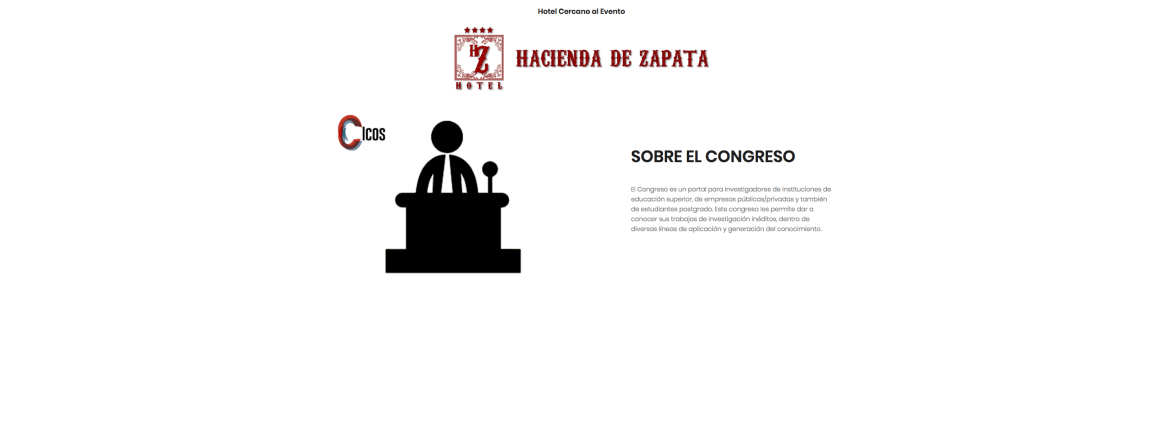 Hotel Cercano al Evento
HZ
HACIENDA DE ZAPATA
HOTEL
CIcos
SOBRE EL CONGRESO
El Congreso es un portal para investigadores de instituciones de
educación superior, de empresas públicas/privadas y también
de estudiantes postgrado. Este congreso les permite dar a
conocer sus trabajos de investigación inéditos, dentro de
diversas líneas de aplicación y generación del conocimiento.